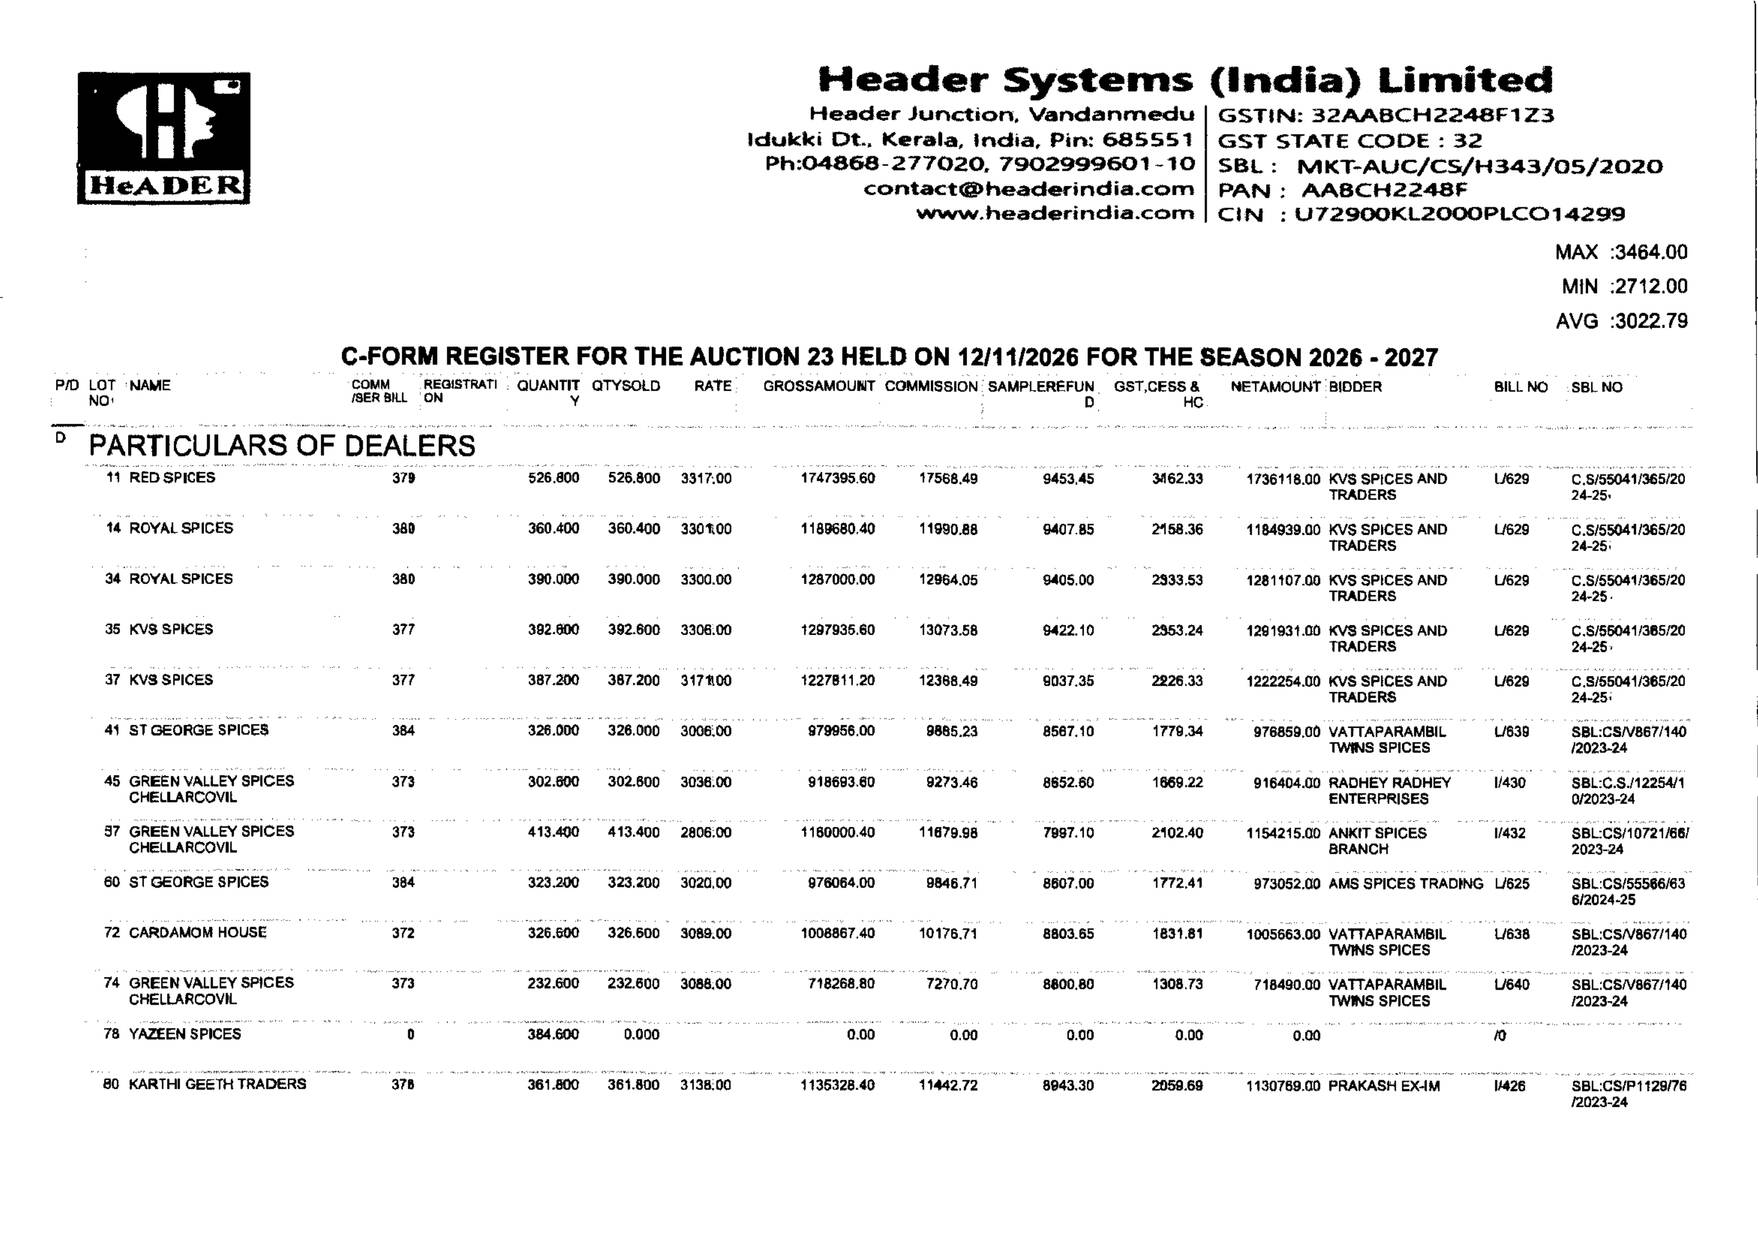 HeADER
Header Systems (India) Limited
Header Junction, Vandanmedu
Idukki Dt., Kerala, India, Pin: 685551
Ph:04868-277020, 7902999601-10
contact@headerindia.com
www.headerindia.com
GSTIN: 32AABCH2248F1Z3
GST STATE CODE : 32
SBL : MKT-AUC/CS/H343/05/2020
PAN : AABCH2248F
CIN : U72900KL2000PLCO14299
MAX :3464.00
MIN :2712.00
AVG :3022.79
C-FORM REGISTER FOR THE AUCTION 23 HELD ON 12/11/2026 FOR THE SEASON 2026 - 2027
P/D LOT NAME COMM REGISTRATI QUANTIT QTYSOLD RATE GROSSAMOUNT COMMISSION SAMPLEREFUN GST,CESS & NETAMOUNT BIDDER BILL NO SBL NO
NO /SER BILL ON Y D HC
D PARTICULARS OF DEALERS
11 RED SPICES 379 526.800 526.800 3317.00 1747395.60 17568.49 9453.45 3162.33 1736118.00 KVS SPICES AND L/629 C.S/55041/365/20
TRADERS 24-25
14 ROYAL SPICES 380 360.400 360.400 3301.00 1189680.40 11990.88 9407.85 2158.36 1184939.00 KVS SPICES AND L/629 C.S/55041/365/20
TRADERS 24-25
34 ROYAL SPICES 380 390.000 390.000 3300.00 1287000.00 12964.05 9405.00 2333.53 1281107.00 KVS SPICES AND L/629 C.S/55041/365/20
TRADERS 24-25
35 KVS SPICES 377 392.600 392.600 3306.00 1297935.60 13073.58 9422.10 2353.24 1291931.00 KVS SPICES AND L/629 C.S/55041/365/20
TRADERS 24-25
37 KVS SPICES 377 387.200 387.200 3171.00 1227811.20 12368.49 9037.35 2226.33 1222254.00 KVS SPICES AND L/629 C.S/55041/365/20
TRADERS 24-25
41 ST GEORGE SPICES 384 326.000 326.000 3006.00 979956.00 9885.23 8567.10 1779.34 976859.00 VATTAPARAMBIL L/639 SBL:CS/V867/140
TWINS SPICES /2023-24
45 GREEN VALLEY SPICES 373 302.600 302.600 3036.00 918693.60 9273.46 8652.60 1669.22 916404.00 RADHEY RADHEY I/430 SBL:C.S./12254/1
CHELLARCOVIL ENTERPRISES 0/2023-24
57 GREEN VALLEY SPICES 373 413.400 413.400 2806.00 1160000.40 11679.98 7997.10 2102.40 1154215.00 ANKIT SPICES I/432 SBL:CS/10721/66/
CHELLARCOVIL BRANCH 2023-24
60 ST GEORGE SPICES 384 323.200 323.200 3020.00 976064.00 9846.71 8607.00 1772.41 973052.00 AMS SPICES TRADING L/625 SBL:CS/55566/63
6/2024-25
72 CARDAMOM HOUSE 372 326.600 326.600 3089.00 1008867.40 10176.71 8803.65 1831.81 1005663.00 VATTAPARAMBIL L/638 SBL:CS/V867/140
TWINS SPICES /2023-24
74 GREEN VALLEY SPICES 373 232.600 232.600 3088.00 718268.80 7270.70 8800.80 1308.73 718490.00 VATTAPARAMBIL L/640 SBL:CS/V867/140
CHELLARCOVIL TWINS SPICES /2023-24
78 YAZEEN SPICES 0 384.600 0.000 0.00 0.00 0.00 0.00 0.00 /0
80 KARTHI GEETH TRADERS 376 361.800 361.800 3138.00 1135328.40 11442.72 8943.30 2059.69 1130769.00 PRAKASH EX-IM I/426 SBL:CS/P1129/76
/2023-24